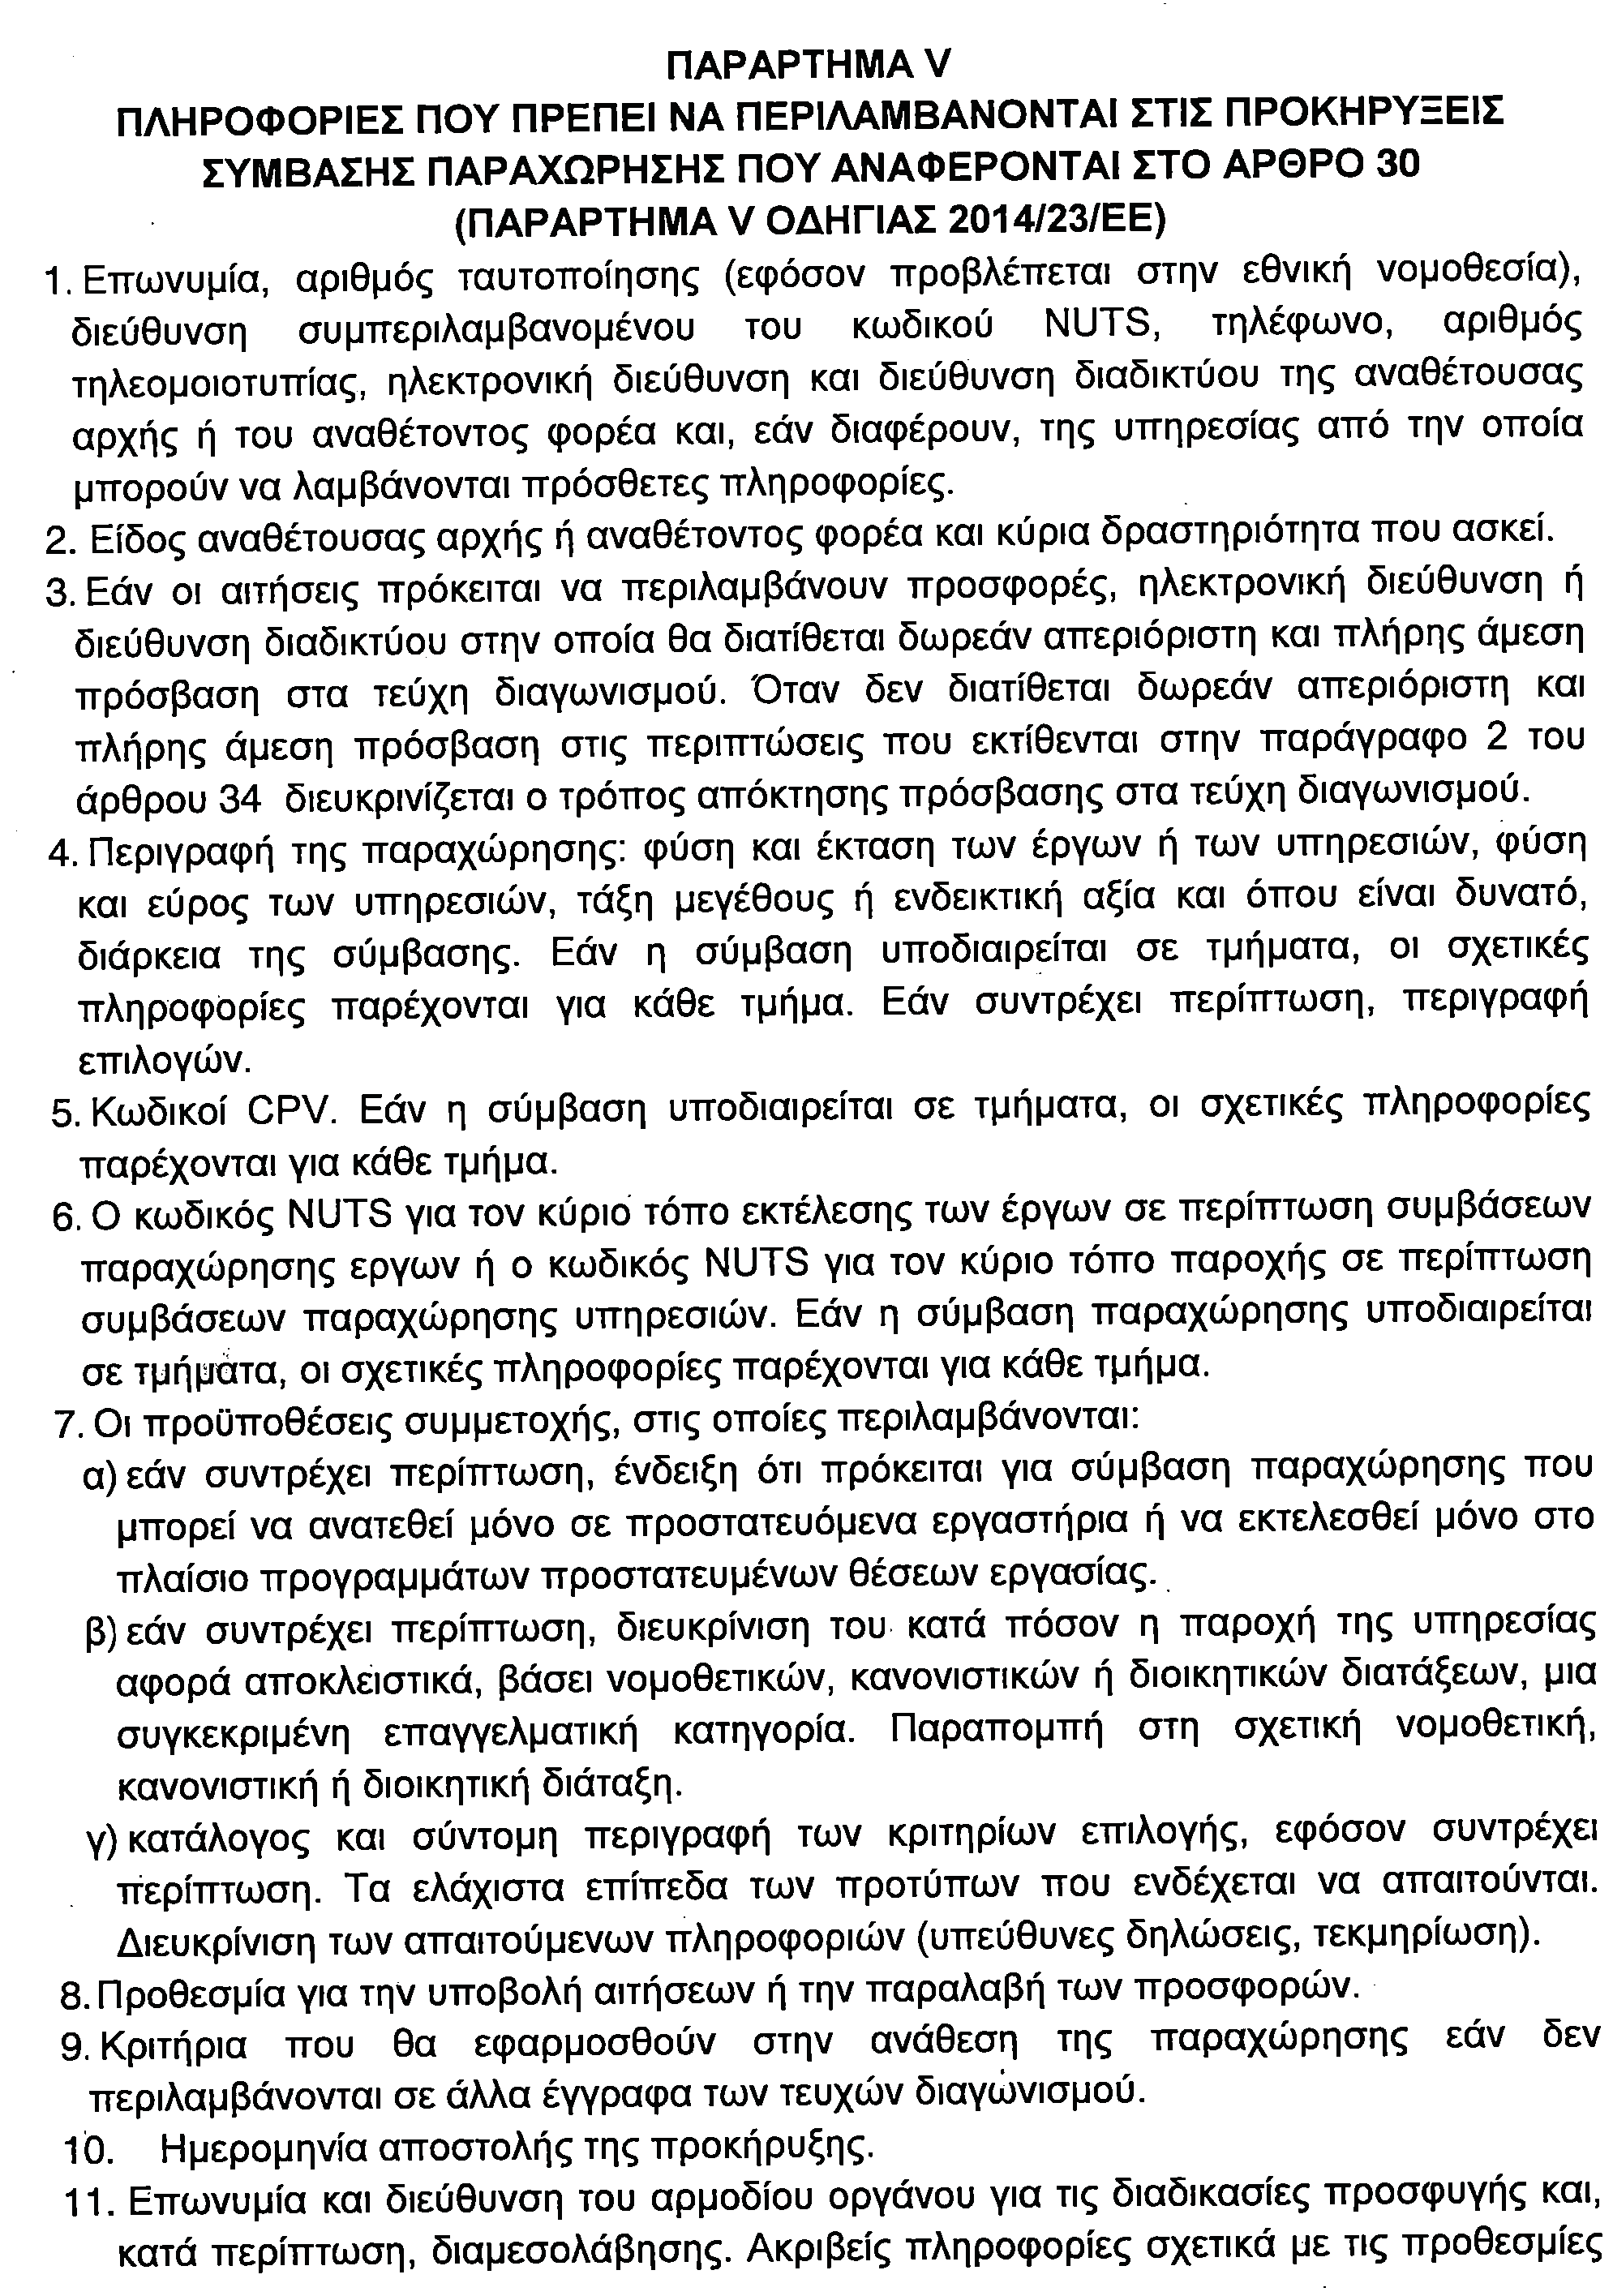 ΠΑΡΑΡΤΗΜΑ V
ΠΛΗΡΟΦΟΡΙΕΣ ΠΟΥ ΠΡΕΠΕΙ ΝΑ ΠΕΡΙΛΑΜΒΑΝΟΝΤΑΙ ΣΤΙΣ ΠΡΟΚΗΡΥΞΕΙΣ
ΣΥΜΒΑΣΗΣ ΠΑΡΑΧΩΡΗΣΗΣ ΠΟΥ ΑΝΑΦΕΡΟΝΤΑΙ ΣΤΟ ΑΡΘΡΟ 30
(ΠΑΡΑΡΤΗΜΑ V ΟΔΗΓΙΑΣ 2014/23/ΕΕ)
1. Επωνυμία, αριθμός ταυτοποίησης (εφόσον προβλέπεται στην εθνική νομοθεσία),
διεύθυνση συμπεριλαμβανομένου του κωδικού NUTS, τηλέφωνο, αριθμός
τηλεομοιοτυπίας, ηλεκτρονική διεύθυνση και διεύθυνση διαδικτύου της αναθέτουσας
αρχής ή του αναθέτοντος φορέα και, εάν διαφέρουν, της υπηρεσίας από την οποία
μπορούν να λαμβάνονται πρόσθετες πληροφορίες.
2. Είδος αναθέτουσας αρχής ή αναθέτοντος φορέα και κύρια δραστηριότητα που ασκεί.
3. Εάν οι αιτήσεις πρόκειται να περιλαμβάνουν προσφορές, ηλεκτρονική διεύθυνση ή
διεύθυνση διαδικτύου στην οποία θα διατίθεται δωρεάν απεριόριστη και πλήρης άμεση
πρόσβαση στα τεύχη διαγωνισμού. Όταν δεν διατίθεται δωρεάν απεριόριστη και
πλήρης άμεση πρόσβαση στις περιπτώσεις που εκτίθενται στην παράγραφο 2 του
άρθρου 34 διευκρινίζεται ο τρόπος απόκτησης πρόσβασης στα τεύχη διαγωνισμού.
4. Περιγραφή της παραχώρησης: φύση και έκταση των έργων ή των υπηρεσιών, φύση
και εύρος των υπηρεσιών, τάξη μεγέθους ή ενδεικτική αξία και όπου είναι δυνατό,
διάρκεια της σύμβασης. Εάν η σύμβαση υποδιαιρείται σε τμήματα, οι σχετικές
πληροφορίες παρέχονται για κάθε τμήμα. Εάν συντρέχει περίπτωση, περιγραφή
επιλογών.
5. Κωδικοί CPV. Εάν η σύμβαση υποδιαιρείται σε τμήματα, οι σχετικές πληροφορίες
παρέχονται για κάθε τμήμα.
6. Ο κωδικός NUTS για τον κύριο τόπο εκτέλεσης των έργων σε περίπτωση συμβάσεων
παραχώρησης εργων ή ο κωδικός NUTS για τον κύριο τόπο παροχής σε περίπτωση
συμβάσεων παραχώρησης υπηρεσιών. Εάν η σύμβαση παραχώρησης υποδιαιρείται
σε τμήματα, οι σχετικές πληροφορίες παρέχονται για κάθε τμήμα.
7. Οι προϋποθέσεις συμμετοχής, στις οποίες περιλαμβάνονται:
α) εάν συντρέχει περίπτωση, ένδειξη ότι πρόκειται για σύμβαση παραχώρησης που
μπορεί να ανατεθεί μόνο σε προστατευόμενα εργαστήρια ή να εκτελεσθεί μόνο στο
πλαίσιο προγραμμάτων προστατευμένων θέσεων εργασίας.
β) εάν συντρέχει περίπτωση, διευκρίνιση του κατά πόσον η παροχή της υπηρεσίας
αφορά αποκλειστικά, βάσει νομοθετικών, κανονιστικών ή διοικητικών διατάξεων, μια
συγκεκριμένη επαγγελματική κατηγορία. Παραπομπή στη σχετική νομοθετική,
κανονιστική ή διοικητική διάταξη.
γ) κατάλογος και σύντομη περιγραφή των κριτηρίων επιλογής, εφόσον συντρέχει
περίπτωση. Τα ελάχιστα επίπεδα των προτύπων που ενδέχεται να απαιτούνται.
Διευκρίνιση των απαιτούμενων πληροφοριών (υπεύθυνες δηλώσεις, τεκμηρίωση).
8. Προθεσμία για την υποβολή αιτήσεων ή την παραλαβή των προσφορών.
9. Κριτήρια που θα εφαρμοσθούν στην ανάθεση της παραχώρησης εάν δεν
περιλαμβάνονται σε άλλα έγγραφα των τευχών διαγωνισμού.
10. Ημερομηνία αποστολής της προκήρυξης.
11. Επωνυμία και διεύθυνση του αρμοδίου οργάνου για τις διαδικασίες προσφυγής και,
κατά περίπτωση, διαμεσολάβησης. Ακριβείς πληροφορίες σχετικά με τις προθεσμίες